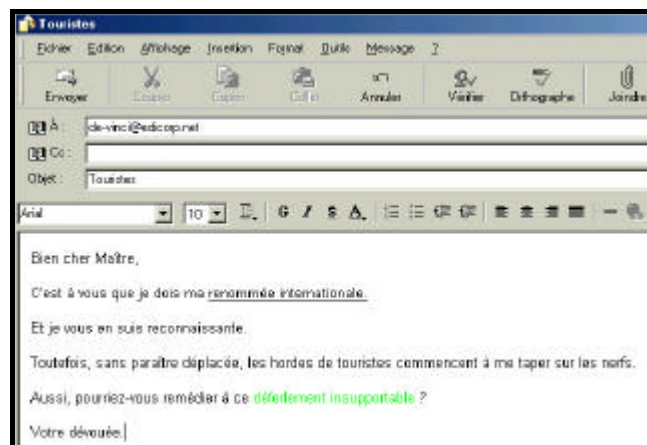 Touristes
Fichier Edition Affichage Insertion Format Outils Message ?
Envoyer Couper Copier Coller Annuler Vérifier Orthographe Joindre
À : de-vinci@edicorp.net
Cc :
Objet : Touristes
Arial 10 G I S A
Bien cher Maître,
C'est à vous que je dois ma renommée internationale.
Et je vous en suis reconnaissante.
Toutefois, sans paraître déplacée, les hordes de touristes commencent à me taper sur les nerfs.
Aussi, pourriez-vous remédier à ce déferlement insupportable ?
Votre dévouée.